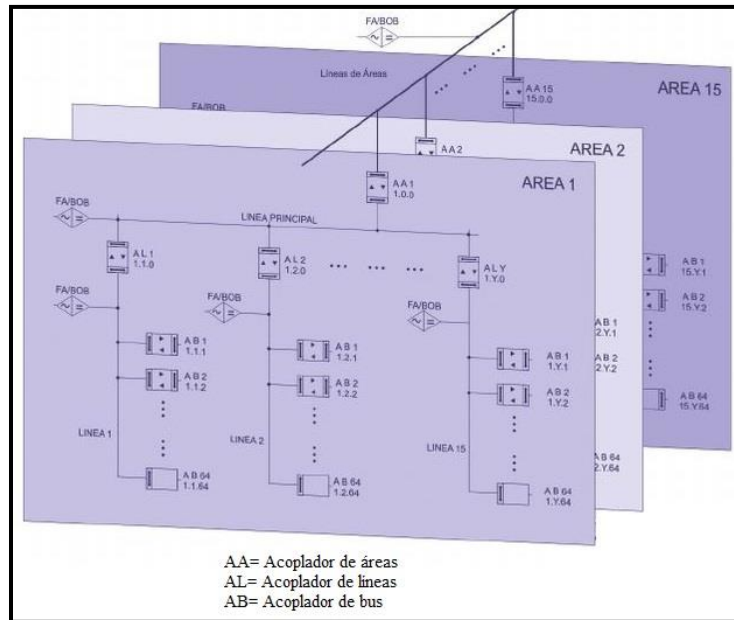 FA/BOB
Líneas de Áreas
AA 15
15.0.0
AREA 15
FA/BOB
AA2
AREA 2
AA 1
1.0.0
AREA 1
FA/BOB
LINEA PRINCIPAL
AL 1
1.1.0
AL 2
1.2.0
AL Y
1.Y.0
FA/BOB
FA/BOB
FA/BOB
AB 1
1.1.1
AB 2
1.1.2
LINEA 1
AB 64
1.1.64
AB 1
1.2.1
AB 2
1.2.2
LINEA 2
AB 64
1.2.64
AB 1
1.Y.1
AB 2
1.Y.2
LINEA 15
AB 64
1.Y.64
AB 1
2.Y.1
AB 2
2.Y.2
AB 64
2.Y.64
AB 1
15.Y.1
AB 2
15.Y.2
AB 64
15.Y.64
AA= Acoplador de áreas
AL= Acoplador de lineas
AB= Acoplador de bus